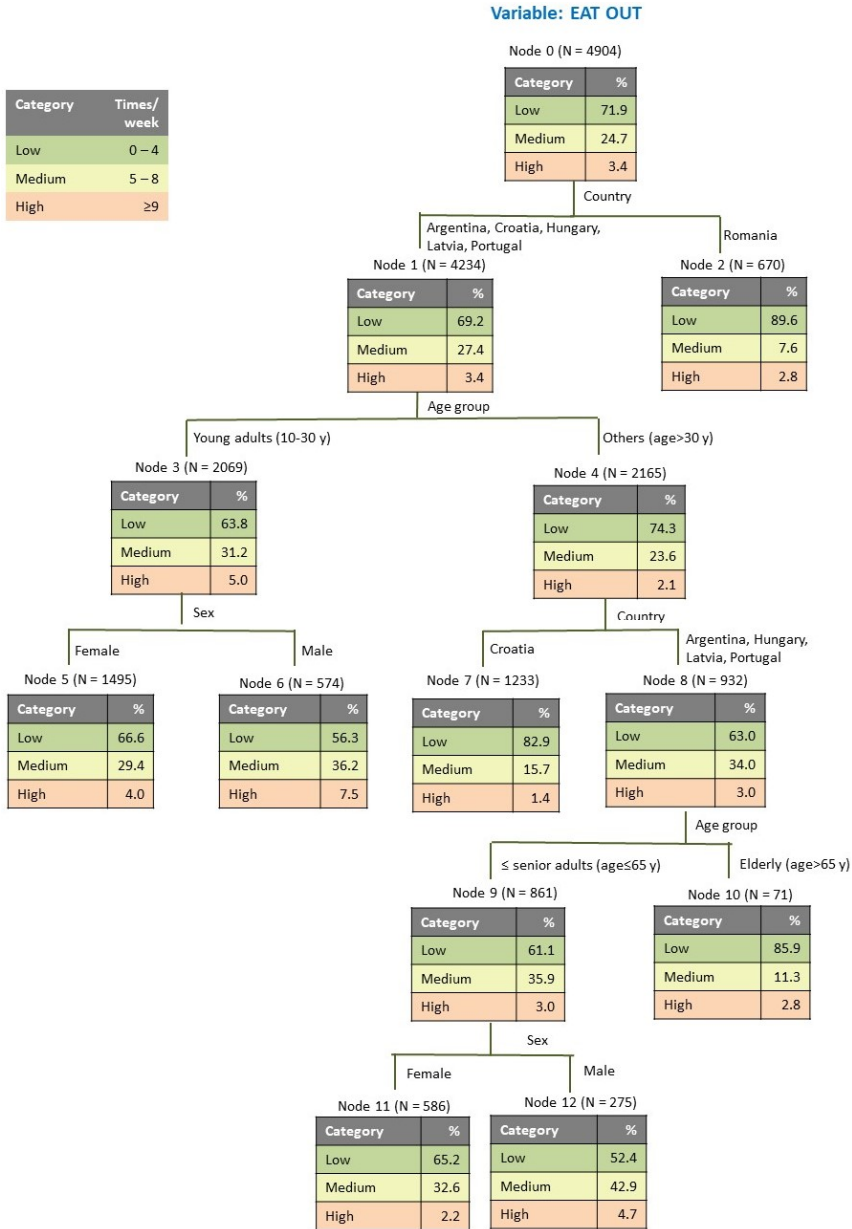 Variable: EAT OUT
Node 0 (N = 4904)
Category %
Low 71.9
Medium 24.7
High 3.4
Category Times/
week
Low 0 – 4
Medium 5 – 8
High ≥9
Country
Argentina, Croatia, Hungary,
Latvia, Portugal
Romania
Node 1 (N = 4234)
Category %
Low 69.2
Medium 27.4
High 3.4
Node 2 (N = 670)
Category %
Low 89.6
Medium 7.6
High 2.8
Age group
Young adults (10-30 y)
Others (age>30 y)
Node 3 (N = 2069)
Category %
Low 63.8
Medium 31.2
High 5.0
Node 4 (N = 2165)
Category %
Low 74.3
Medium 23.6
High 2.1
Sex
Country
Female
Male
Croatia
Argentina, Hungary,
Latvia, Portugal
Node 5 (N = 1495)
Category %
Low 66.6
Medium 29.4
High 4.0
Node 6 (N = 574)
Category %
Low 56.3
Medium 36.2
High 7.5
Node 7 (N = 1233)
Category %
Low 82.9
Medium 15.7
High 1.4
Node 8 (N = 932)
Category %
Low 63.0
Medium 34.0
High 3.0
Age group
≤ senior adults (age≤65 y)
Elderly (age>65 y)
Node 9 (N = 861)
Category %
Low 61.1
Medium 35.9
High 3.0
Node 10 (N = 71)
Category %
Low 85.9
Medium 11.3
High 2.8
Sex
Female
Male
Node 11 (N = 586)
Category %
Low 65.2
Medium 32.6
High 2.2
Node 12 (N = 275)
Category %
Low 52.4
Medium 42.9
High 4.7